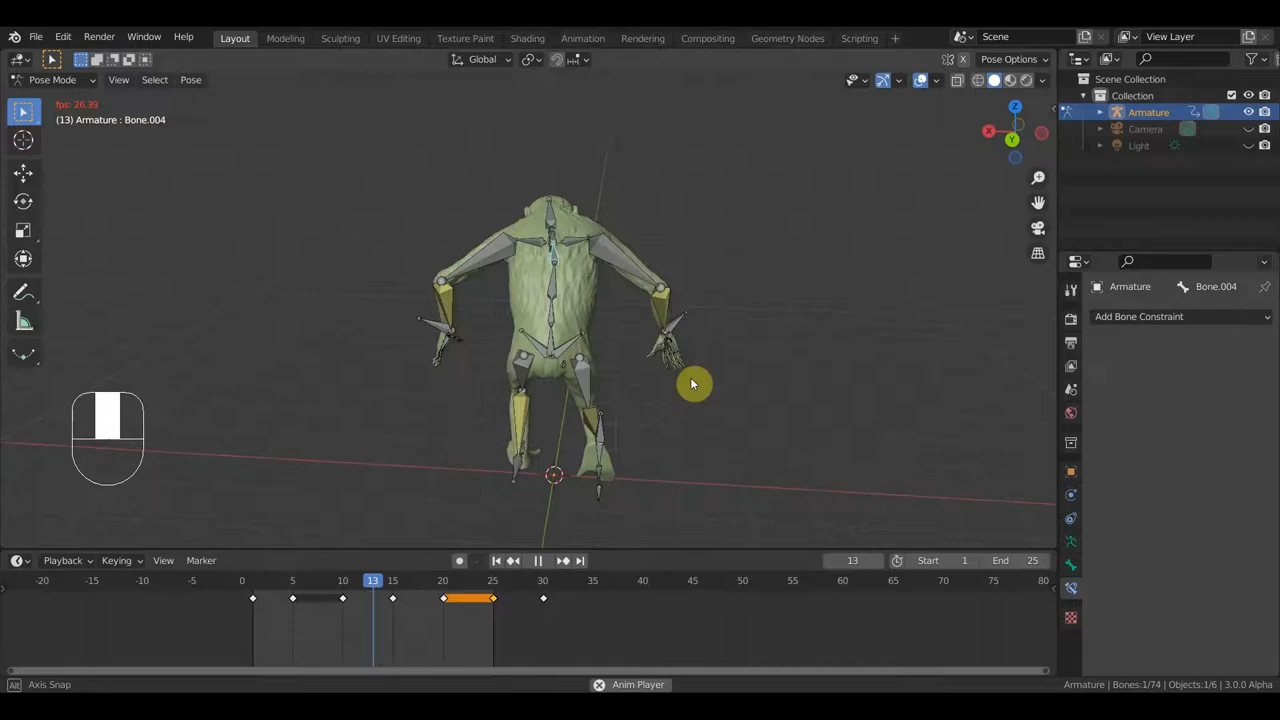 File Edit Render Window Help Layout Modeling Sculpting UV Editing Texture Paint Shading Animation Rendering Compositing Geometry Nodes Scripting + Scene View Layer
Global X Pose Options
Pose Mode View Select Pose
fps: 26.39
(13) Armature : Bone.004
Z
X
Y
Scene Collection
Collection
Armature
Camera
Light
Armature Bone.004
Add Bone Constraint
Playback Keying View Marker 13 Start 1 End 25
-20 -15 -10 -5 0 5 10 13 15 20 25 30 35 40 45 50 55 60 65 70 75 80
Alt Axis Snap Anim Player Armature | Bones:1/74 | Objects:1/6 | 3.0.0 Alpha